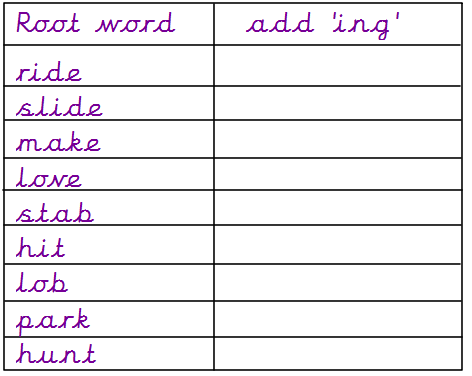 Root word add 'ing'
ride
slide
make
love
stab
hit
lob
park
hunt